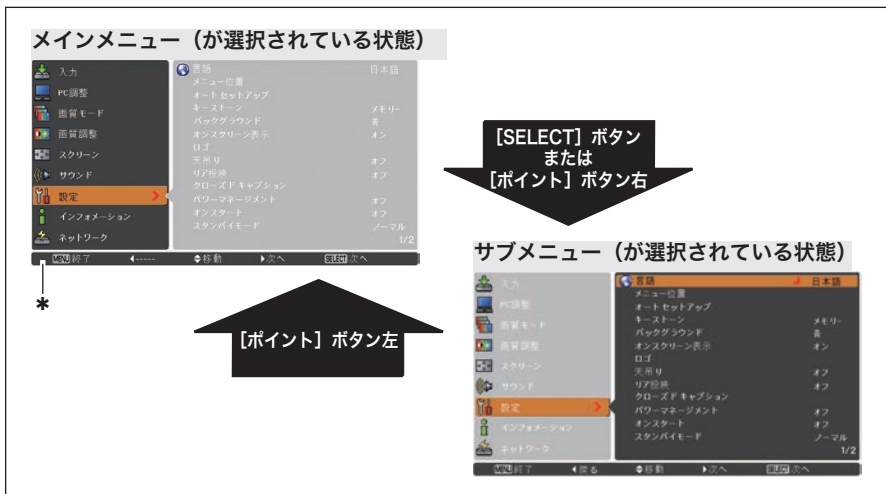 メインメニュー（が選択されている状態）
入力
PC調整
画質モード
画質調整
スクリーン
サウンド
設定
インフォメーション
ネットワーク
言語 日本語
メニュー位置
オートセットアップ
キーストーン メモリー
バックグラウンド 青
オンスクリーン表示 オン
ロゴ
天吊り オフ
リア投映 オフ
クローズドキャプション
パワーマネージメント オフ
オンスタート オフ
スタンバイモード ノーマル
1/2
MENU 終了 ----- 移動 次へ SELECT 次へ
*
［SELECT］ボタン
または
［ポイント］ボタン右
［ポイント］ボタン左
サブメニュー（が選択されている状態）
入力
PC調整
画質モード
画質調整
スクリーン
サウンド
設定
インフォメーション
ネットワーク
言語 日本語
メニュー位置
オートセットアップ
キーストーン メモリー
バックグラウンド 青
オンスクリーン表示 オン
ロゴ
天吊り オフ
リア投映 オフ
クローズドキャプション
パワーマネージメント オフ
オンスタート オフ
スタンバイモード ノーマル
1/2
MENU 終了 戻る 移動 次へ SELECT 次へ